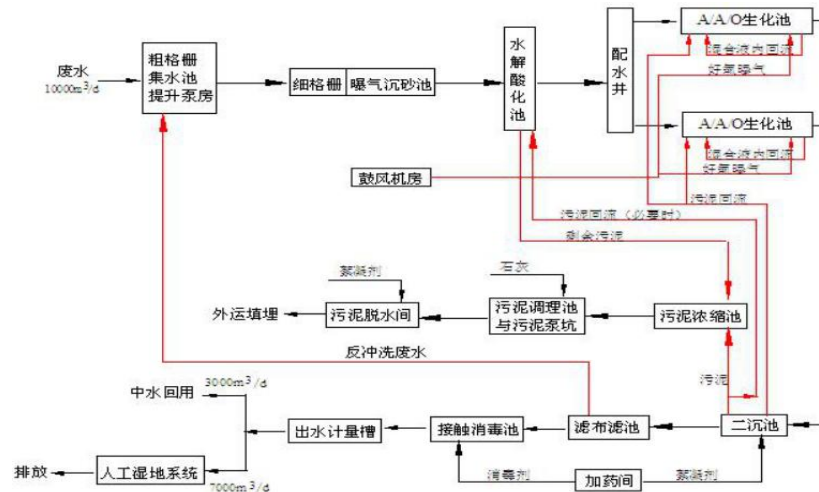 废水
10000m³/d
粗格栅
集水池
提升泵房
细格栅
曝气沉砂池
水解酸化池
配水井
A/A/O生化池
混合液内回流
好氧曝气
A/A/O生化池
混合液内回流
好氧曝气
鼓风机房
污泥回流
污泥回流（必要时）
剩余污泥
絮凝剂
石灰
外运填埋
污泥脱水间
污泥调理池
与污泥泵坑
污泥浓缩池
反冲洗废水
污泥
中水回用
3000m³/d
出水计量槽
接触消毒池
滤布滤池
二沉池
排放
人工湿地系统
7000m³/d
消毒剂
加药间
絮凝剂